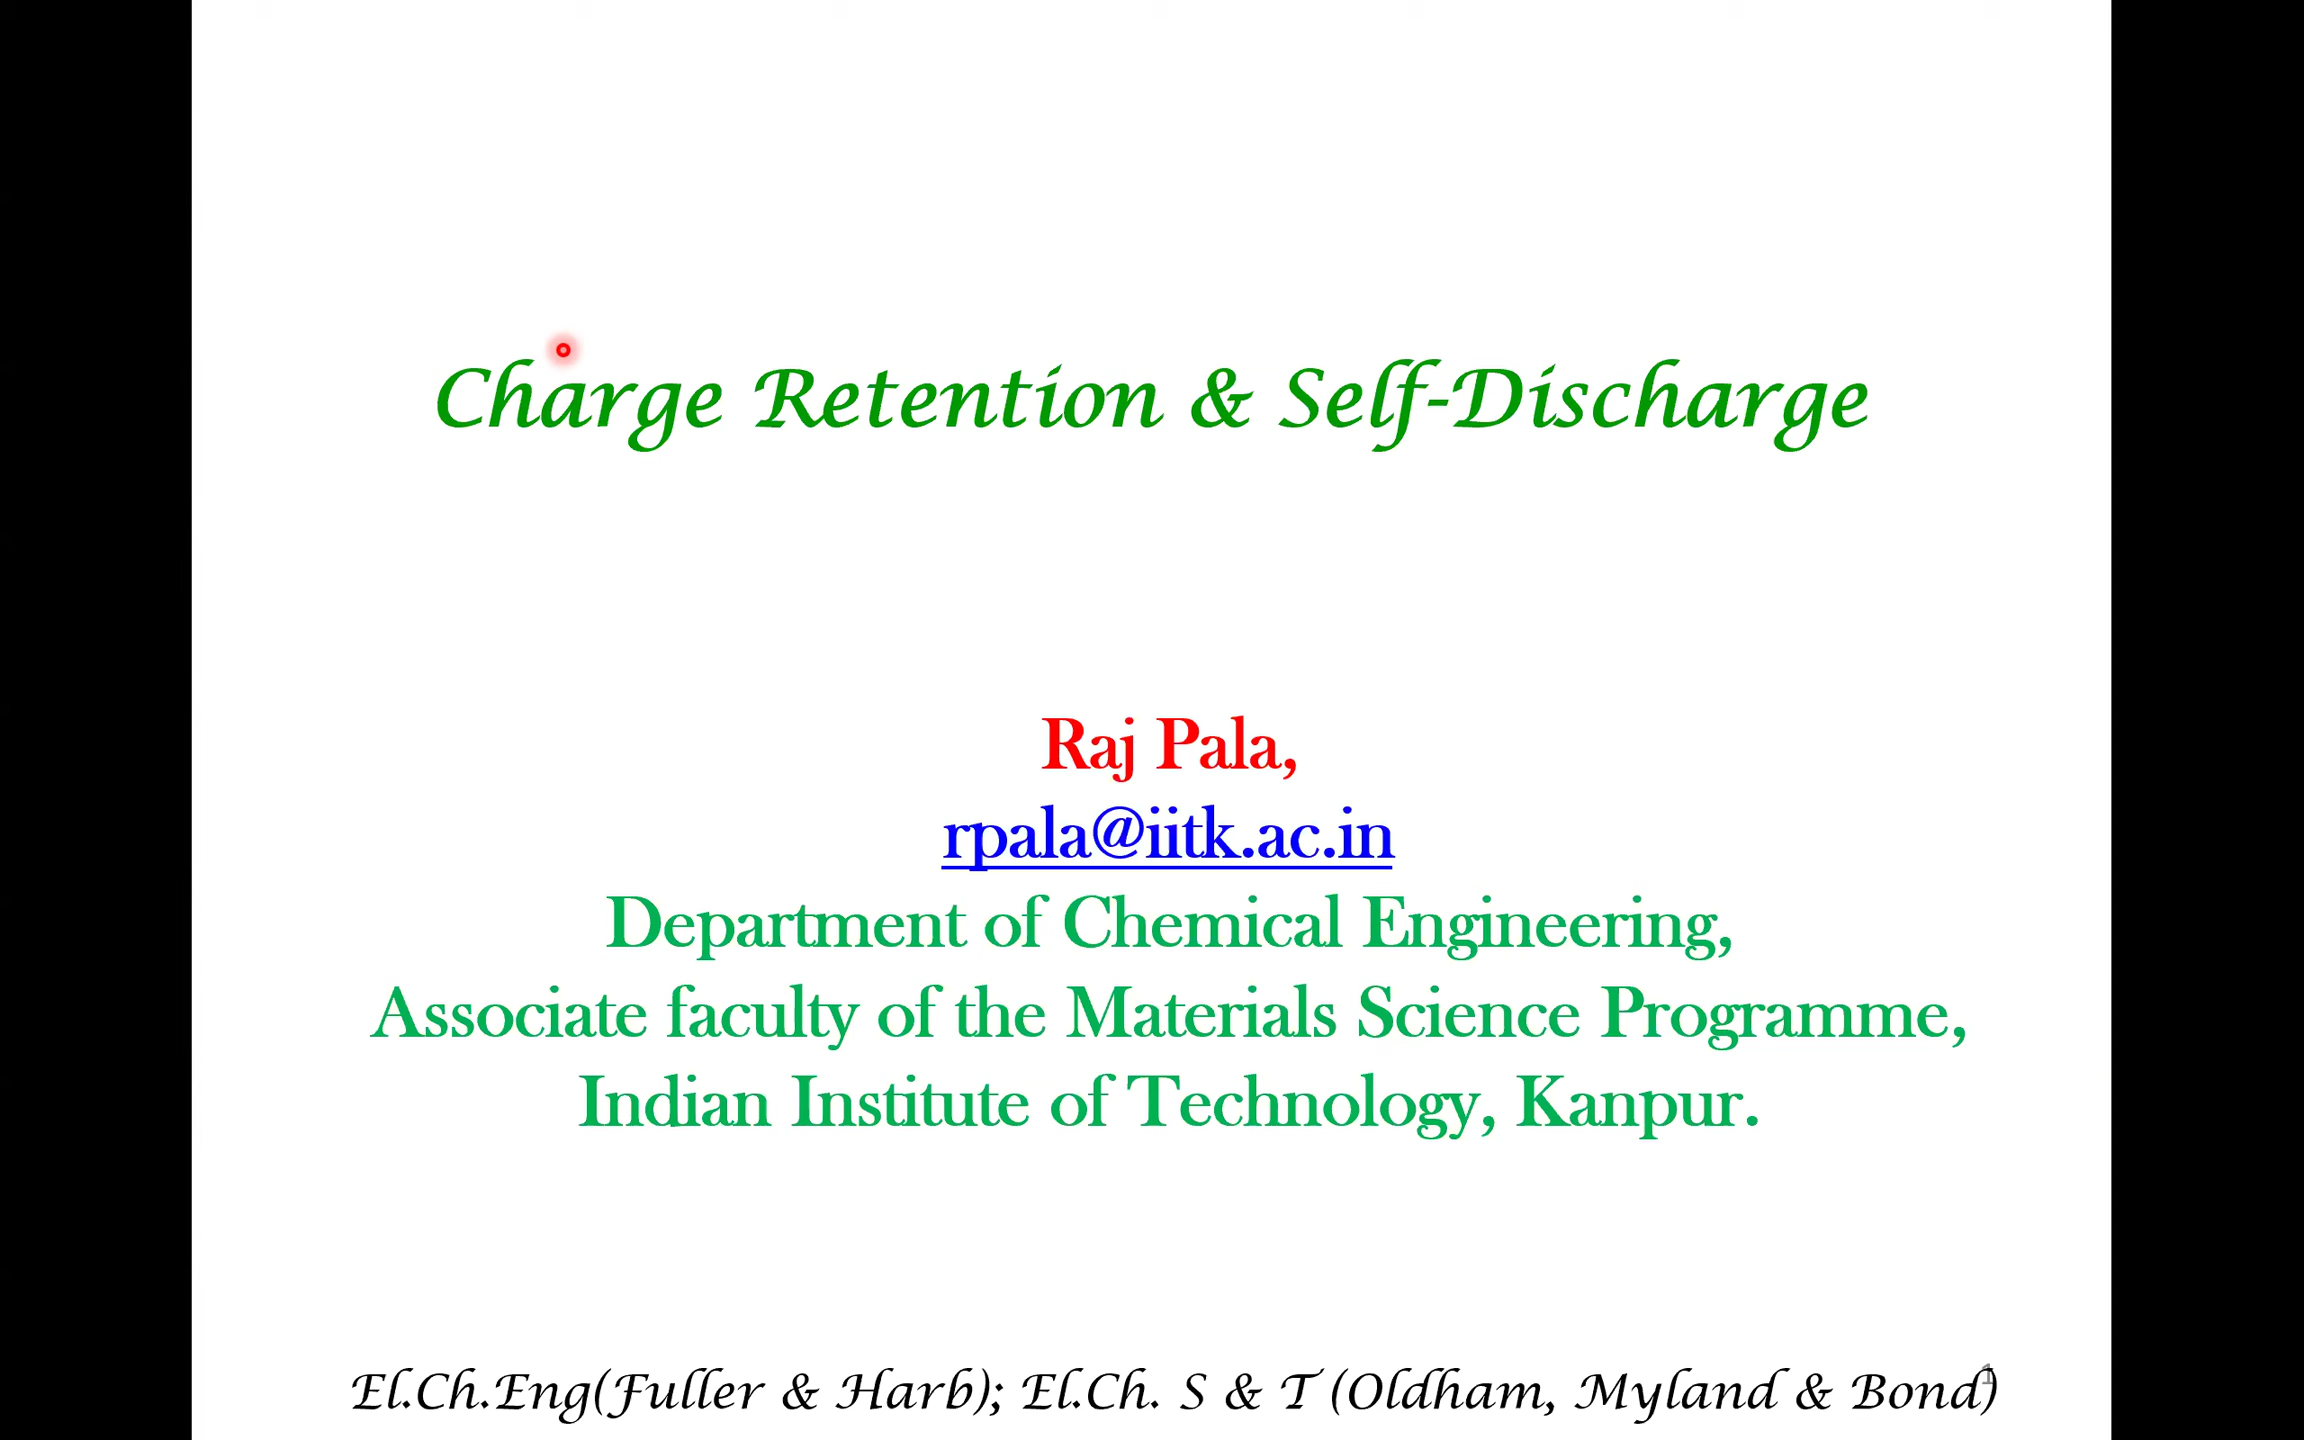 Charge Retention & Self-Discharge
Raj Pala,
rpala@iitk.ac.in
Department of Chemical Engineering,
Associate faculty of the Materials Science Programme,
Indian Institute of Technology, Kanpur.
El.Ch.Eng(Fuller & Harb); El.Ch. S & T (Oldham, Myland & Bond)
1